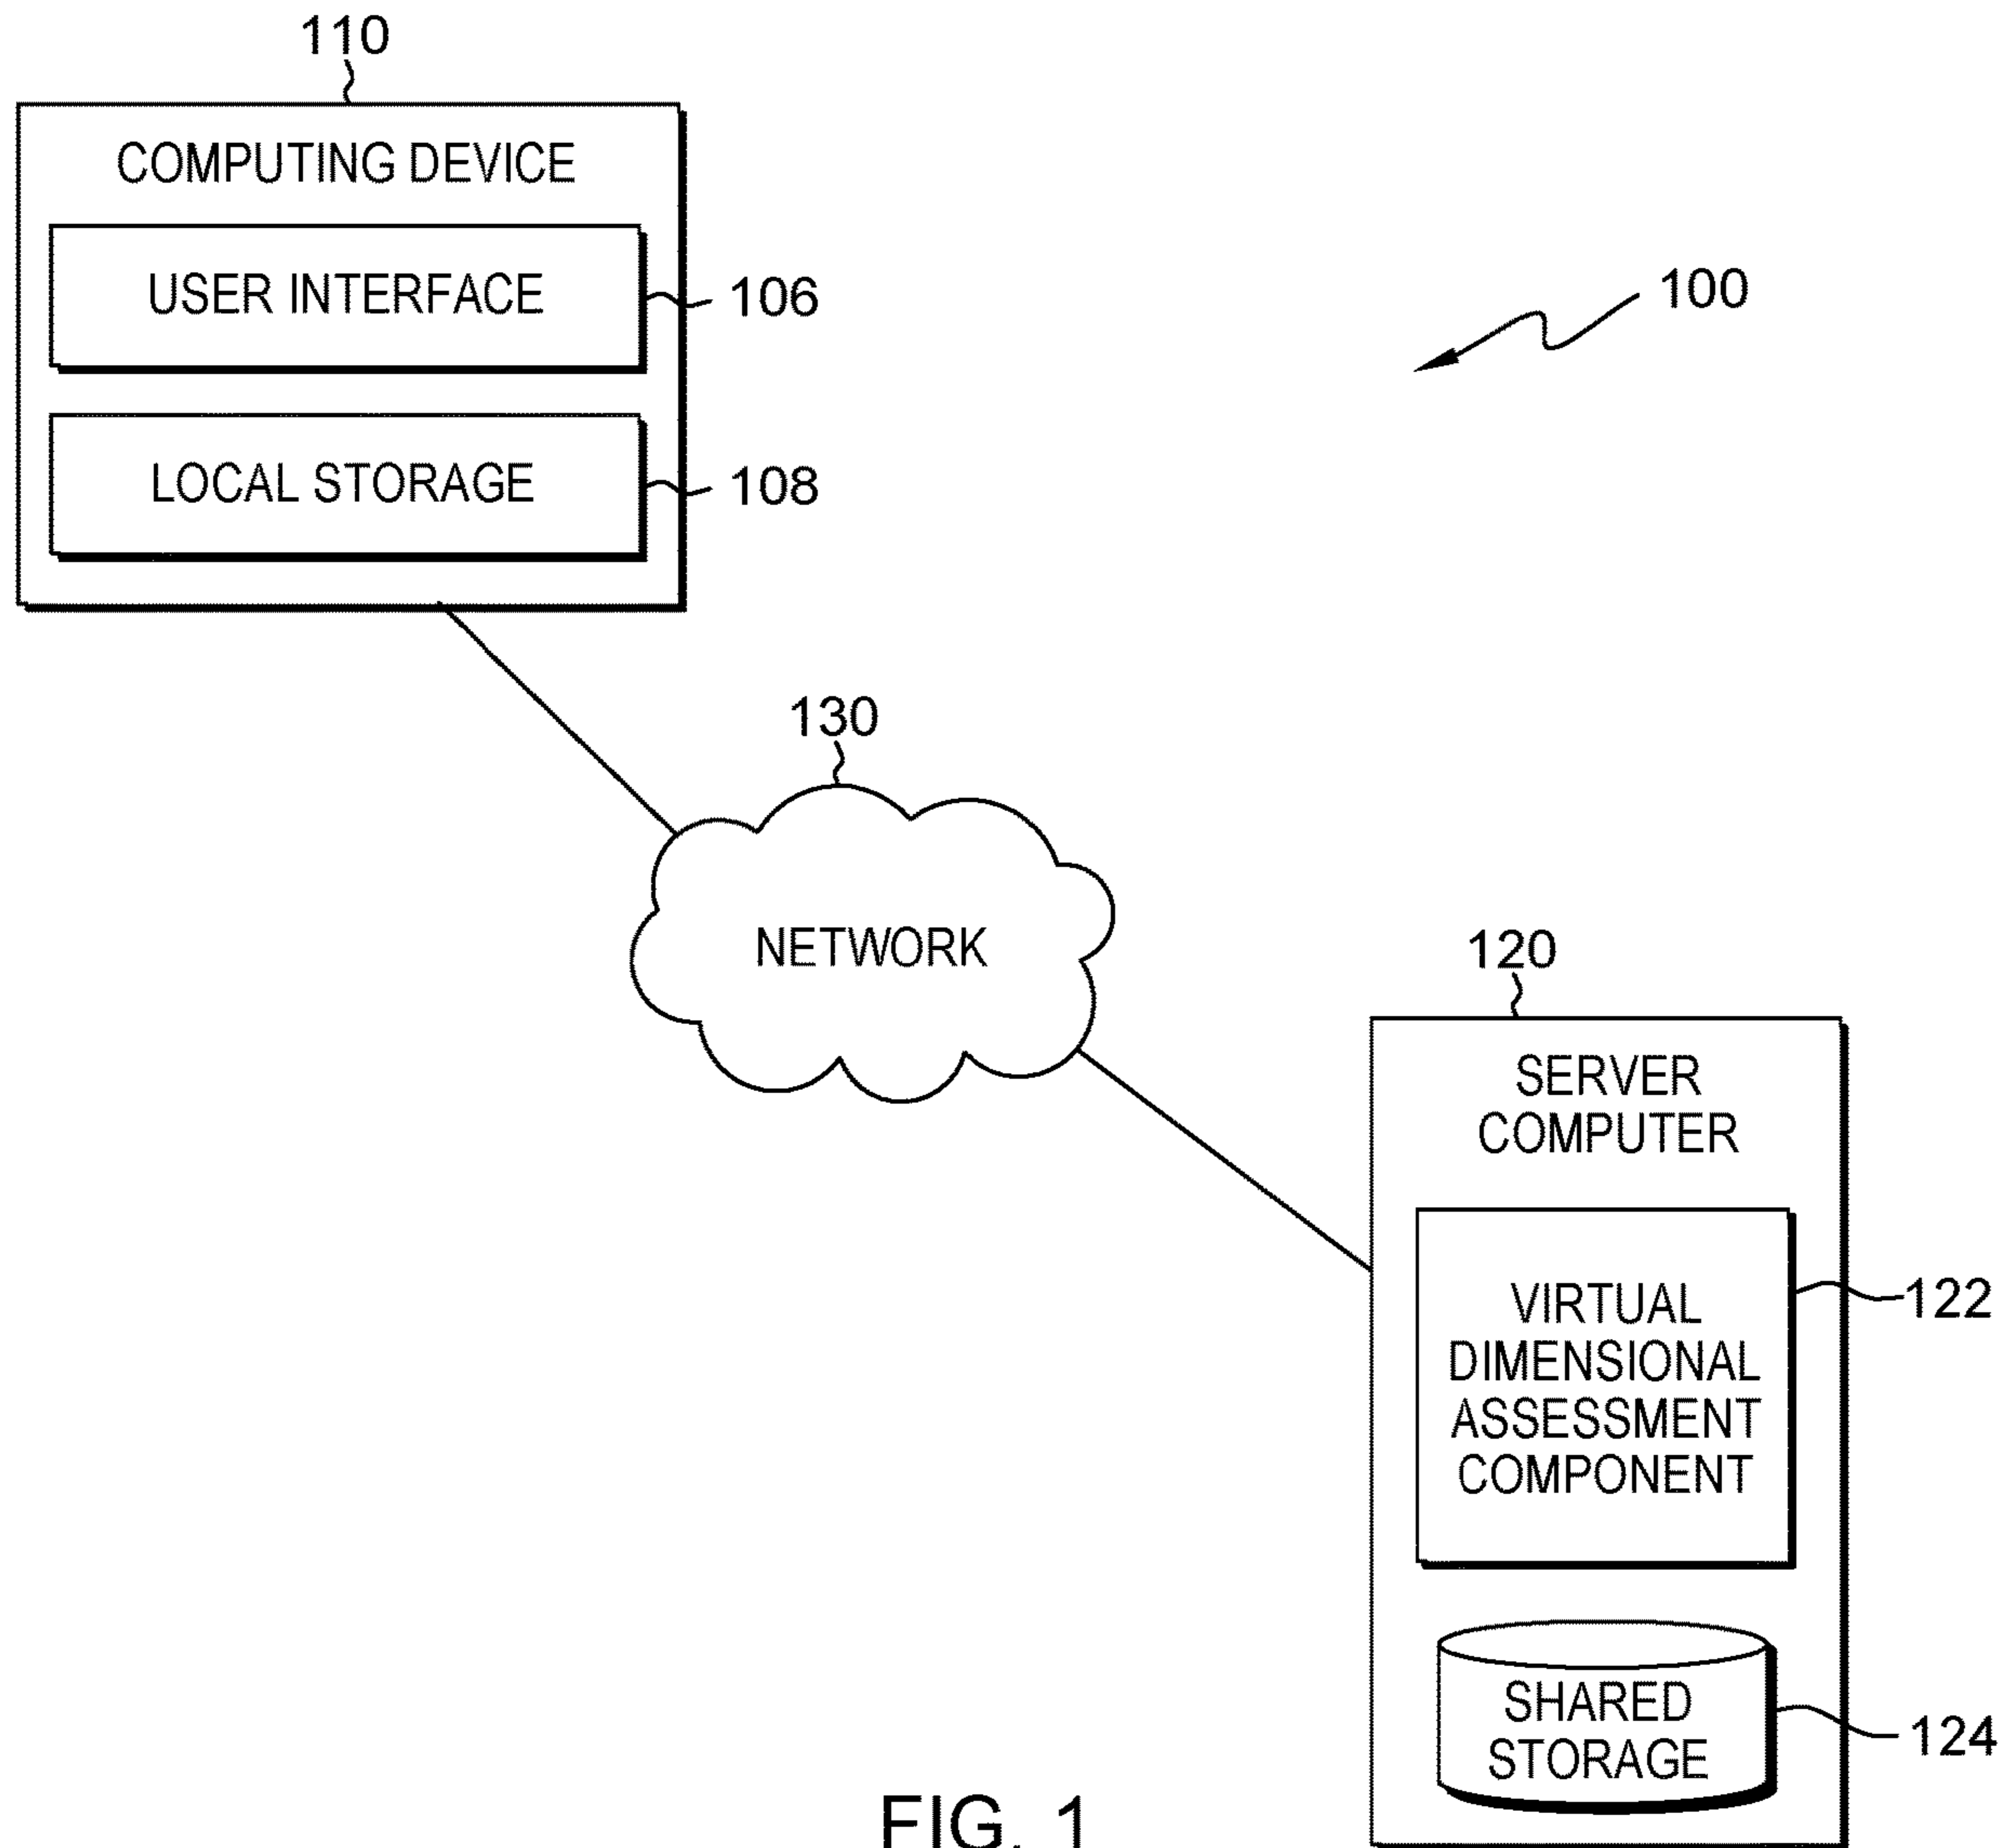 110
COMPUTING DEVICE
USER INTERFACE
106
100
LOCAL STORAGE
108
130
NETWORK
120
SERVER
COMPUTER
VIRTUAL
DIMENSIONAL
ASSESSMENT
COMPONENT
122
SHARED
STORAGE
124
FIG. 1